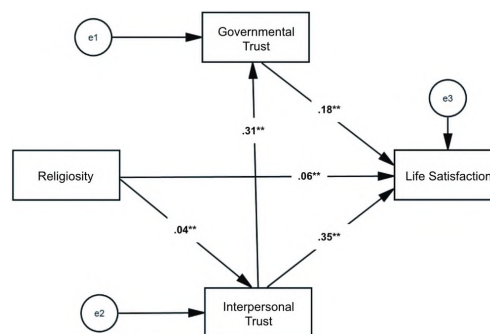 e1
Governmental
Trust
.18**
e3
.31**
Religiosity
.06**
Life Satisfaction
.04**
.35**
e2
Interpersonal
Trust